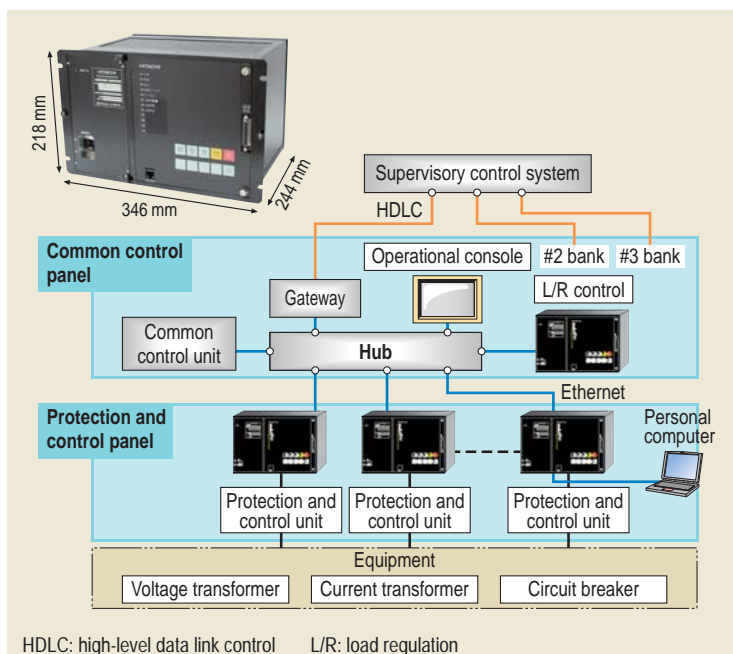 218 mm
346 mm
244 mm
HITACHI
Supervisory control system
HDLC
Common control
panel
Operational console
#2 bank
#3 bank
Gateway
L/R control
Common
control unit
Hub
Ethernet
Protection and
control panel
Personal
computer
Protection and
control unit
Protection and
control unit
Protection and
control unit
Equipment
Voltage transformer
Current transformer
Circuit breaker
HDLC: high-level data link control
L/R: load regulation